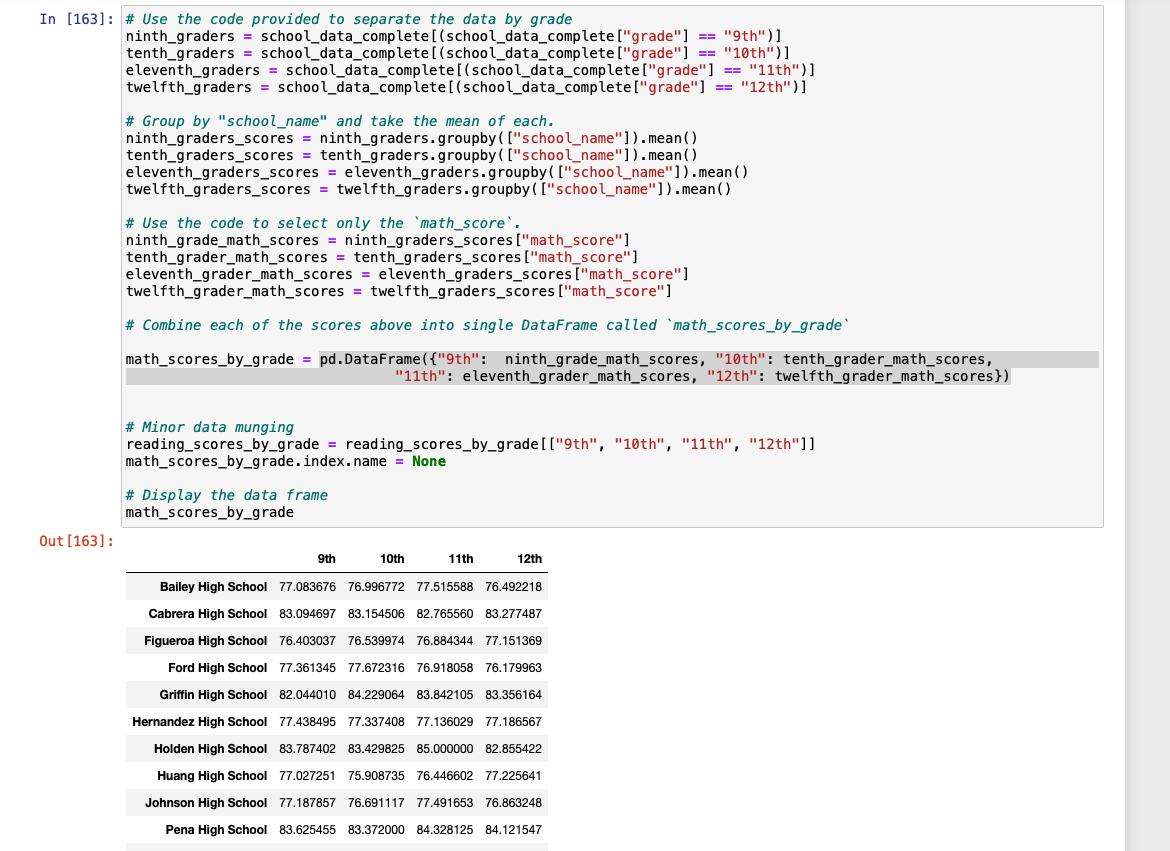 In [163]: # Use the code provided to separate the data by grade
ninth_graders = school_data_complete[(school_data_complete["grade"] == "9th")]
tenth_graders = school_data_complete[(school_data_complete["grade"] == "10th")]
eleventh_graders = school_data_complete[(school_data_complete["grade"] == "11th")]
twelfth_graders = school_data_complete[(school_data_complete["grade"] == "12th")]
# Group by "school_name" and take the mean of each.
ninth_graders_scores = ninth_graders.groupby(["school_name"]).mean()
tenth_graders_scores = tenth_graders.groupby(["school_name"]).mean()
eleventh_graders_scores = eleventh_graders.groupby(["school_name"]).mean()
twelfth_graders_scores = twelfth_graders.groupby(["school_name"]).mean()
# Use the code to select only the `math_score`.
ninth_grade_math_scores = ninth_graders_scores["math_score"]
tenth_grader_math_scores = tenth_graders_scores["math_score"]
eleventh_grader_math_scores = eleventh_graders_scores["math_score"]
twelfth_grader_math_scores = twelfth_graders_scores["math_score"]
# Combine each of the scores above into single DataFrame called `math_scores_by_grade`
math_scores_by_grade = pd.DataFrame({"9th":  ninth_grade_math_scores, "10th": tenth_grader_math_scores,
"11th": eleventh_grader_math_scores, "12th": twelfth_grader_math_scores})
# Minor data munging
reading_scores_by_grade = reading_scores_by_grade[["9th", "10th", "11th", "12th"]]
math_scores_by_grade.index.name = None
# Display the data frame
math_scores_by_grade
Out[163]:
9th 10th 11th 12th
Bailey High School 77.083676 76.996772 77.515588 76.492218
Cabrera High School 83.094697 83.154506 82.765560 83.277487
Figueroa High School 76.403037 76.539974 76.884344 77.151369
Ford High School 77.361345 77.672316 76.918058 76.179963
Griffin High School 82.044010 84.229064 83.842105 83.356164
Hernandez High School 77.438495 77.337408 77.136029 77.186567
Holden High School 83.787402 83.429825 85.000000 82.855422
Huang High School 77.027251 75.908735 76.446602 77.225641
Johnson High School 77.187857 76.691117 77.491653 76.863248
Pena High School 83.625455 83.372000 84.328125 84.121547